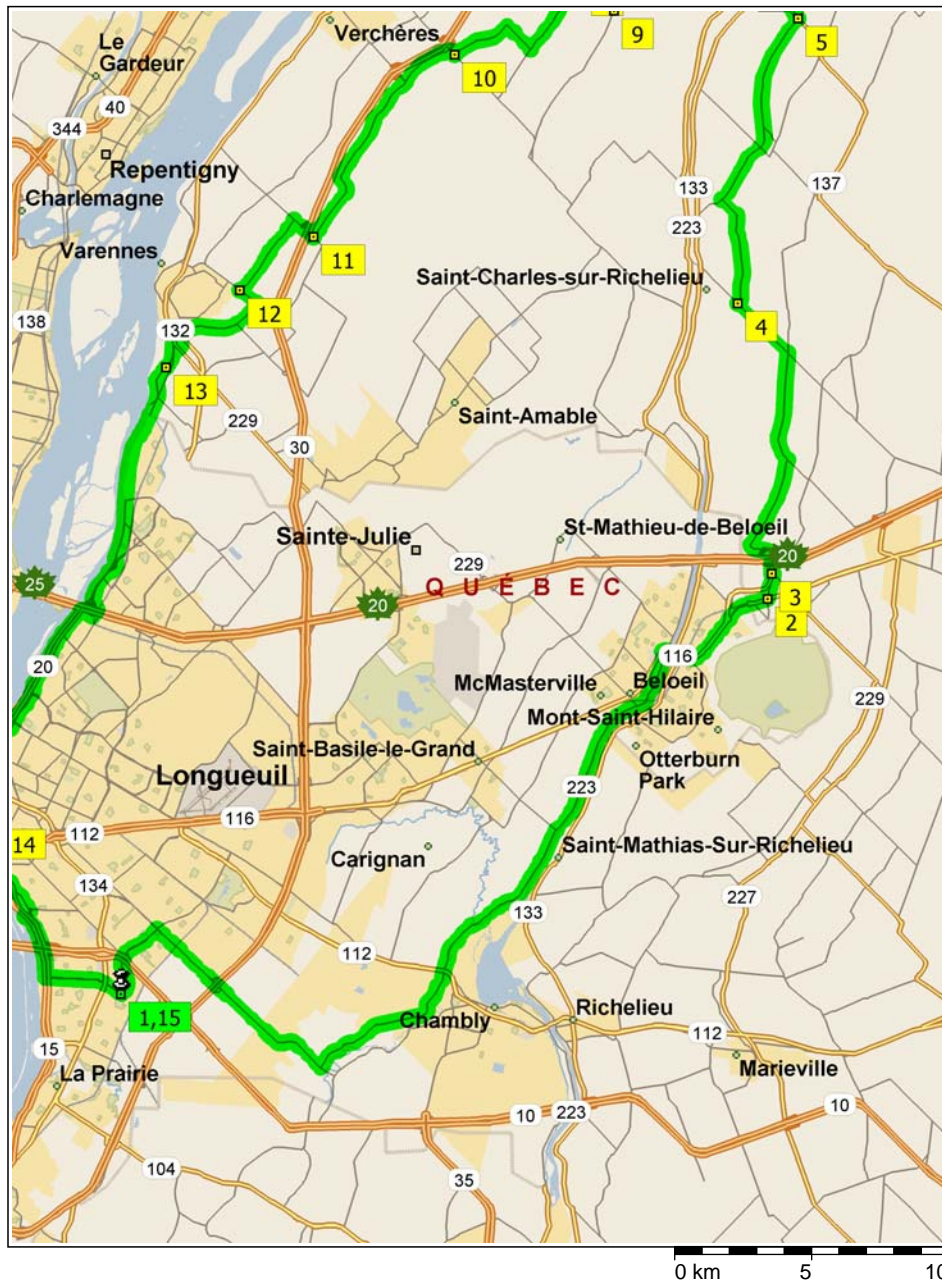 Verchères
9
5
Le
Gardeur
10
40
344
Repentigny
133
137
Charlemagne
223
Varennes
11
Saint-Charles-sur-Richelieu
12
4
138
132
13
Saint-Amable
229
30
St-Mathieu-de-Beloeil
Sainte-Julie
20
229
25
QUÉBEC
20
3
2
20
116
McMasterville
Beloeil
229
Mont-Saint-Hilaire
Saint-Basile-le-Grand
Otterburn
Park
Longueuil
223
116
112
14
Carignan
Saint-Mathias-Sur-Richelieu
134
227
133
112
1,15
Chambly
Richelieu
112
15
La Prairie
Marieville
10
223
10
104
35
0 km 5 10